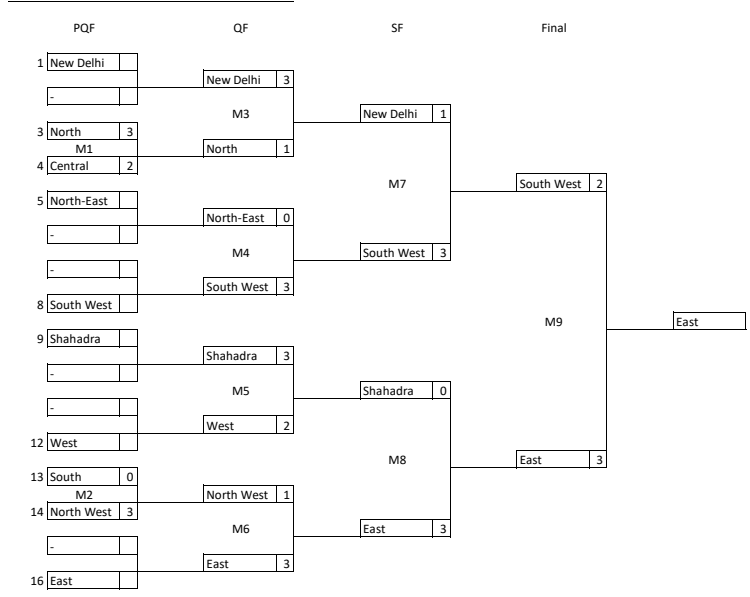 PQF QF SF Final
1 New Delhi
New Delhi 3
-
M3
New Delhi 1
3 North 3
M1
North 1
4 Central 2
M7
South West 2
5 North-East
North-East 0
-
M4
South West 3
-
South West 3
8 South West
M9
East
9 Shahadra
Shahadra 3
-
M5
Shahadra 0
-
West 2
12 West
M8
East 3
13 South 0
M2
North West 1
14 North West 3
M6
East 3
-
East 3
16 East